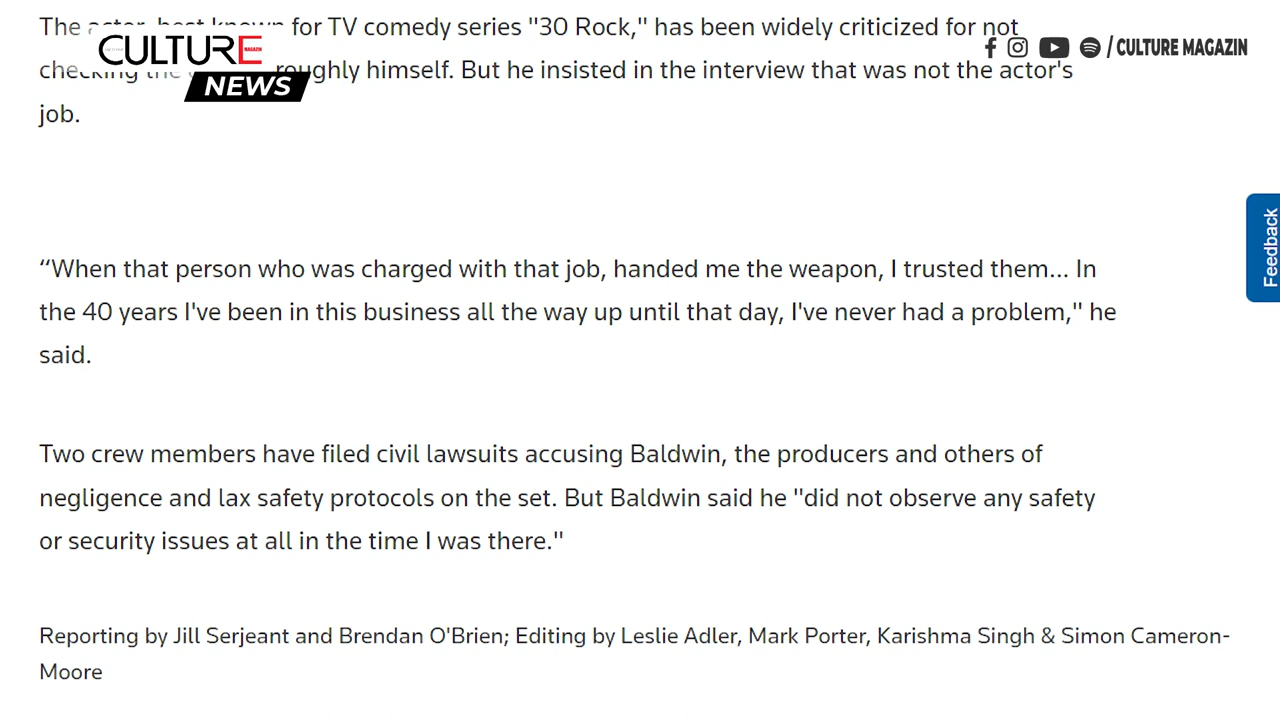 The actor, best known for TV comedy series "30 Rock," has been widely criticized for not
checking the roughly himself. But he insisted in the interview that was not the actor's
job.
CULTURE
MAGAZIN
NEWS
/ CULTURE MAGAZIN
Feedback
“When that person who was charged with that job, handed me the weapon, I trusted them... In
the 40 years I've been in this business all the way up until that day, I've never had a problem," he
said.
Two crew members have filed civil lawsuits accusing Baldwin, the producers and others of
negligence and lax safety protocols on the set. But Baldwin said he "did not observe any safety
or security issues at all in the time I was there."
Reporting by Jill Serjeant and Brendan O'Brien; Editing by Leslie Adler, Mark Porter, Karishma Singh & Simon Cameron-
Moore